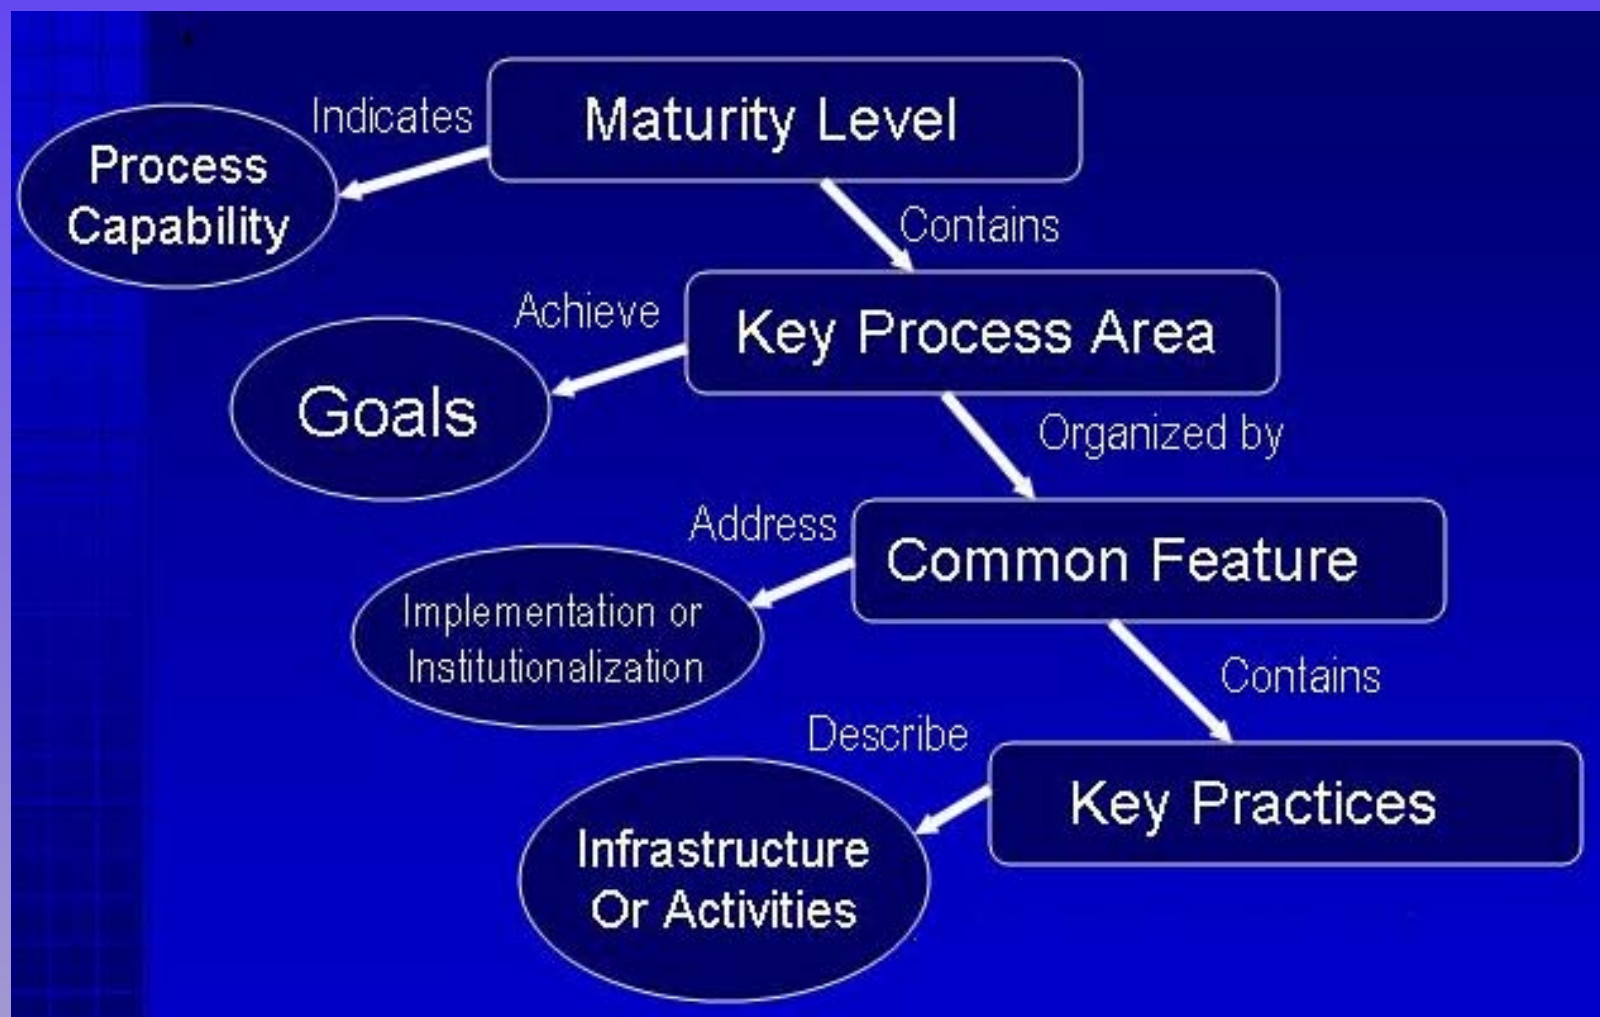 Maturity Level
Indicates
Process
Capability
Contains
Key Process Area
Achieve
Goals
Organized by
Common Feature
Address
Implementation or
Institutionalization
Contains
Key Practices
Describe
Infrastructure
Or Activities